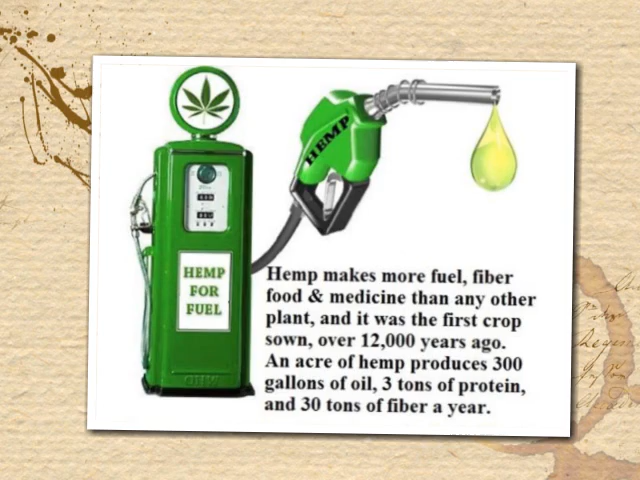 HEMP
HEMP
FOR
FUEL
Hemp makes more fuel, fiber
food & medicine than any other
plant, and it was the first crop
sown, over 12,000 years ago.
An acre of hemp produces 300
gallons of oil, 3 tons of protein,
and 30 tons of fiber a year.